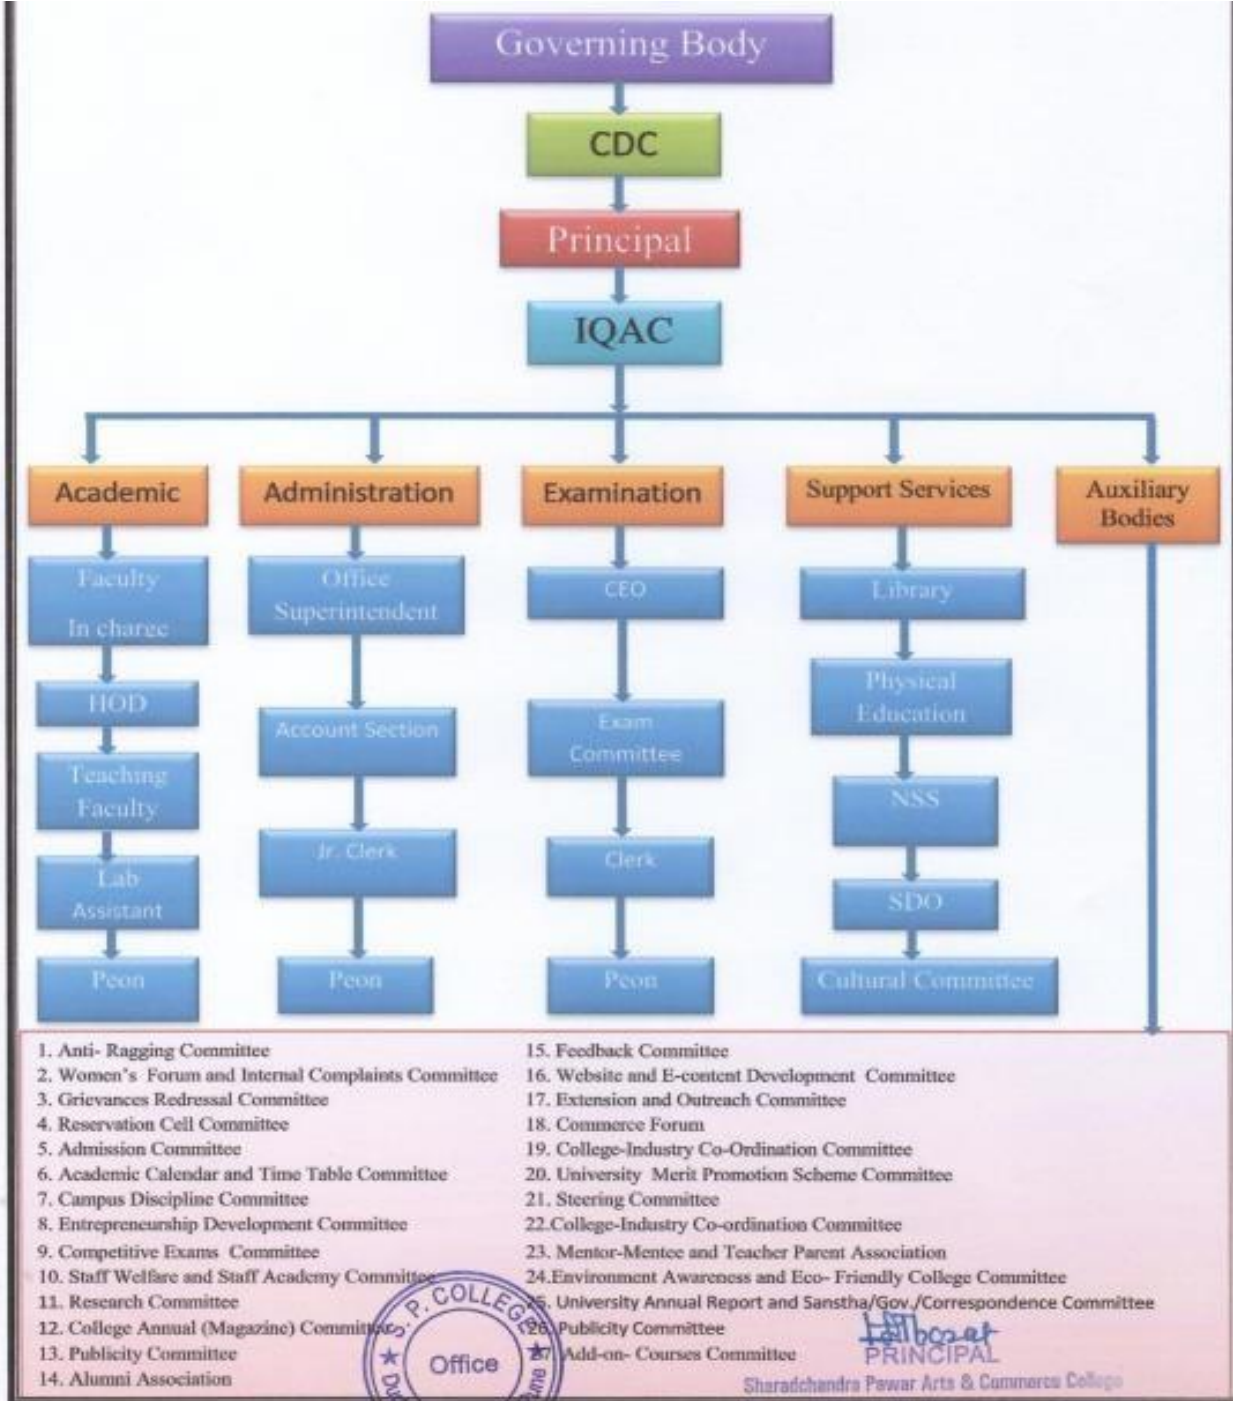 Governing Body
CDC
Principal
IQAC
Academic
Administration
Examination
Support Services
Auxiliary
Bodies
Faculty
In charge
HOD
Teaching
Faculty
Lab
Assistant
Peon
Office
Superintendent
Account Section
Jr. Clerk
Peon
CEO
Exam
Committee
Clerk
Peon
Library
Physical
Education
NSS
SDO
Cultural Committee
1. Anti- Ragging Committee
2. Women's Forum and Internal Complaints Committee
3. Grievances Redressal Committee
4. Reservation Cell Committee
5. Admission Committee
6. Academic Calendar and Time Table Committee
7. Campus Discipline Committee
8. Entrepreneurship Development Committee
9. Competitive Exams Committee
10. Staff Welfare and Staff Academy Committee
11. Research Committee
12. College Annual (Magazine) Committee
13. Publicity Committee
14. Alumni Association
15. Feedback Committee
16. Website and E-content Development Committee
17. Extension and Outreach Committee
18. Commerce Forum
19. College-Industry Co-Ordination Committee
20. University Merit Promotion Scheme Committee
21. Steering Committee
22.College-Industry Co-ordination Committee
23. Mentor-Mentee and Teacher Parent Association
24.Environment Awareness and Eco- Friendly College Committee
25. University Annual Report and Sanstha/Gov./Correspondence Committee
26. Publicity Committee
27. Add-on- Courses Committee
S. P. COLLEGE
Office
PRINCIPAL
Sharadchandra Pawar Arts & Commerce College